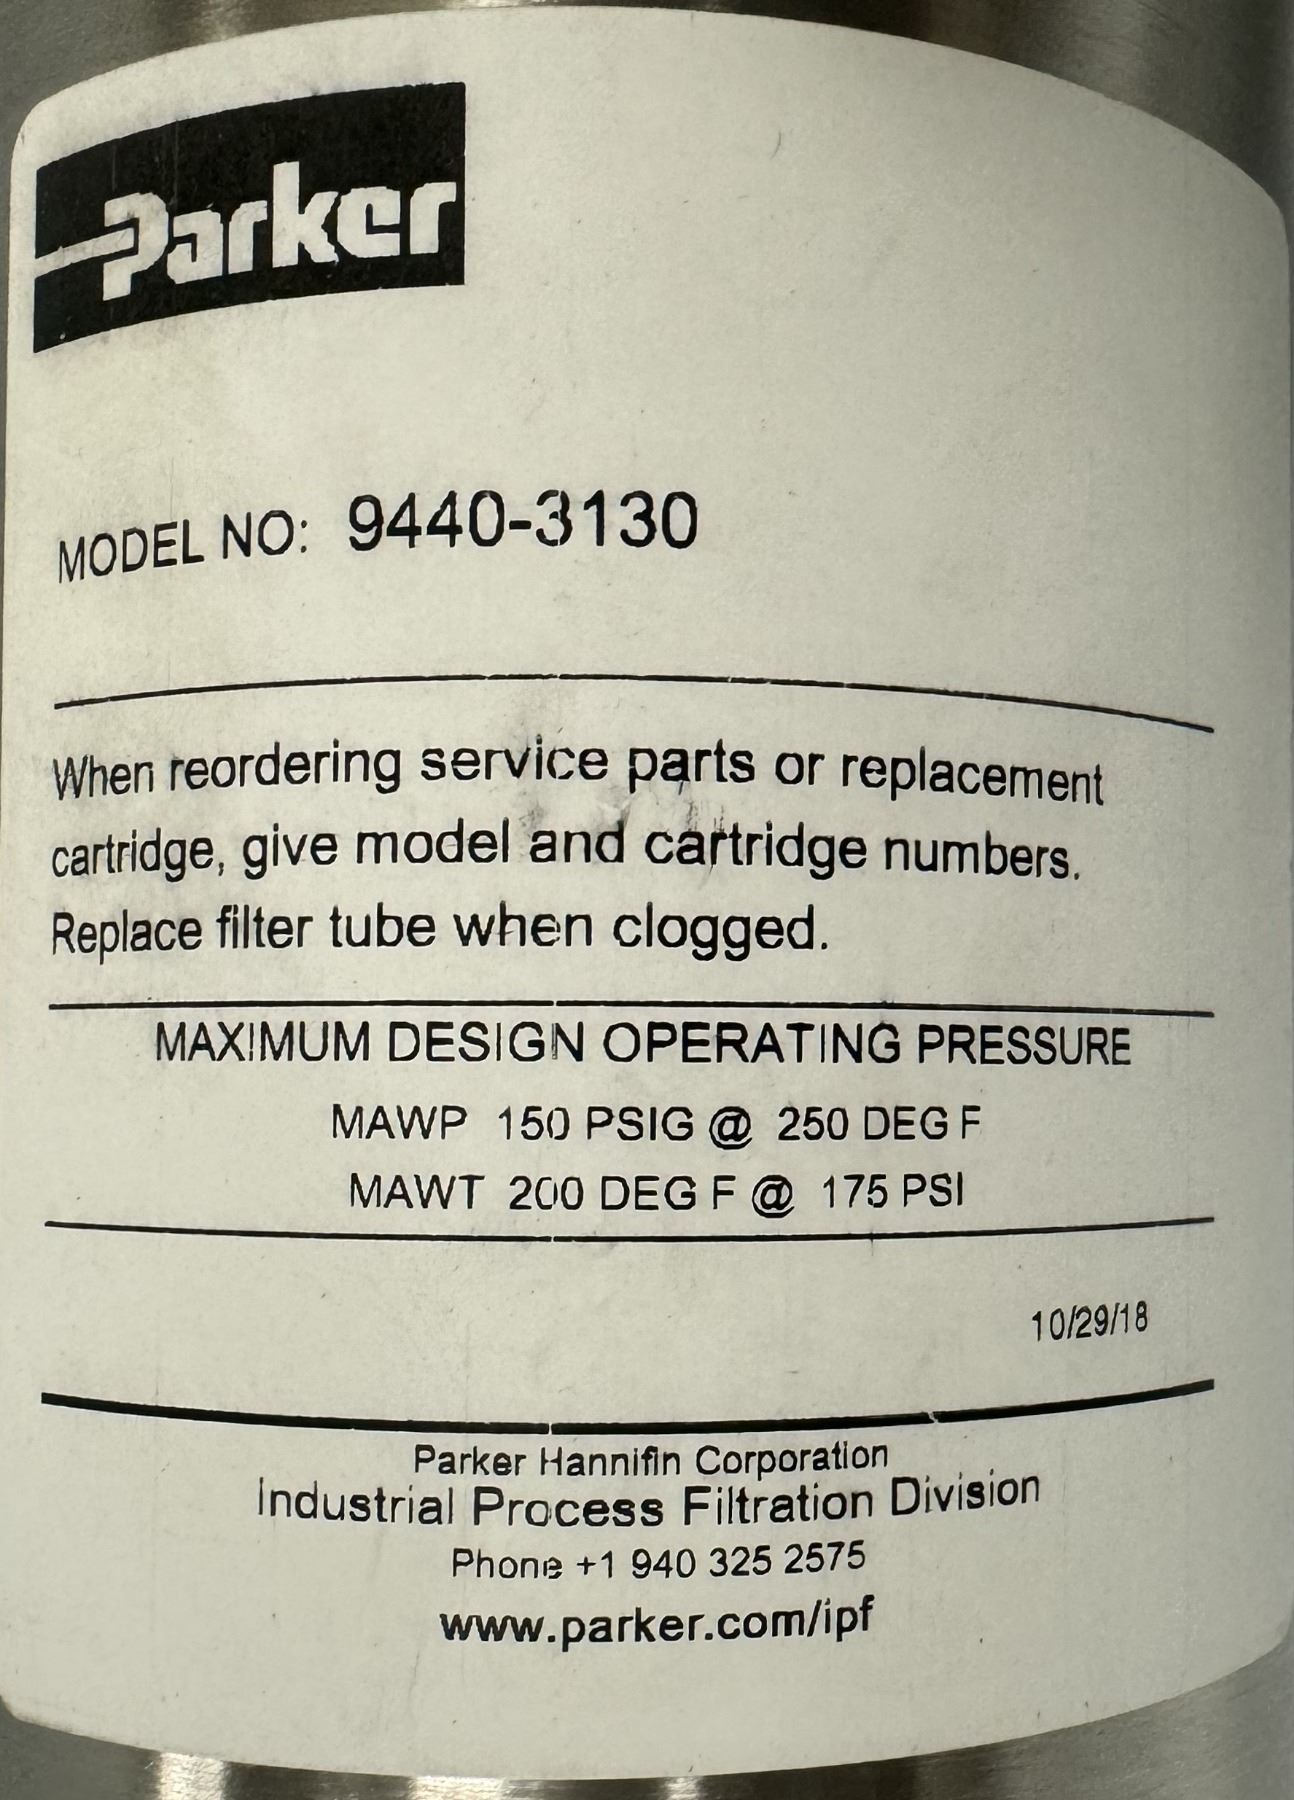 Parker
MODEL NO: 9440-3130
When reordering service parts or replacement
cartridge, give model and cartridge numbers.
Replace filter tube when clogged.
MAXIMUM DESIGN OPERATING PRESSURE
MAWP 150 PSIG @ 250 DEG F
MAWT 200 DEG F @ 175 PSI
10/29/18
Parker Hannifin Corporation
Industrial Process Filtration Division
Phone +1 940 325 2575
www.parker.com/ipf